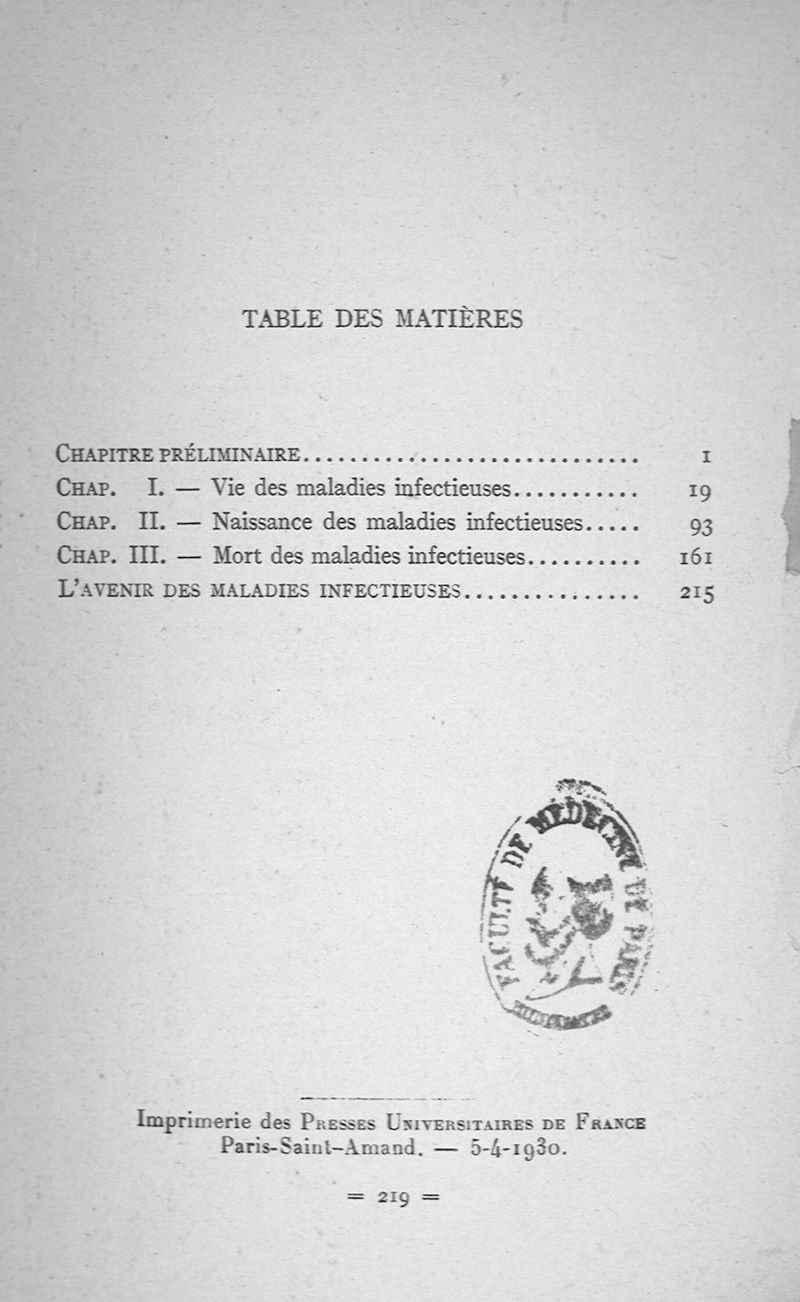 TABLE DES MATIÈRES
CHAPITRE PRÉLIMINAIRE............................. 1
CHAP. I. — Vie des maladies infectieuses........... 19
CHAP. II. — Naissance des maladies infectieuses..... 93
CHAP. III. — Mort des maladies infectieuses.......... 161
L'AVENIR DES MALADIES INFECTIEUSES............... 215
FACULTÉ DE MÉDECINE DE PARIS
Imprimerie des PRESSES UNIVERSITAIRES DE FRANCE
Paris-Saint-Amand. — 5-4-1930.
= 219 =